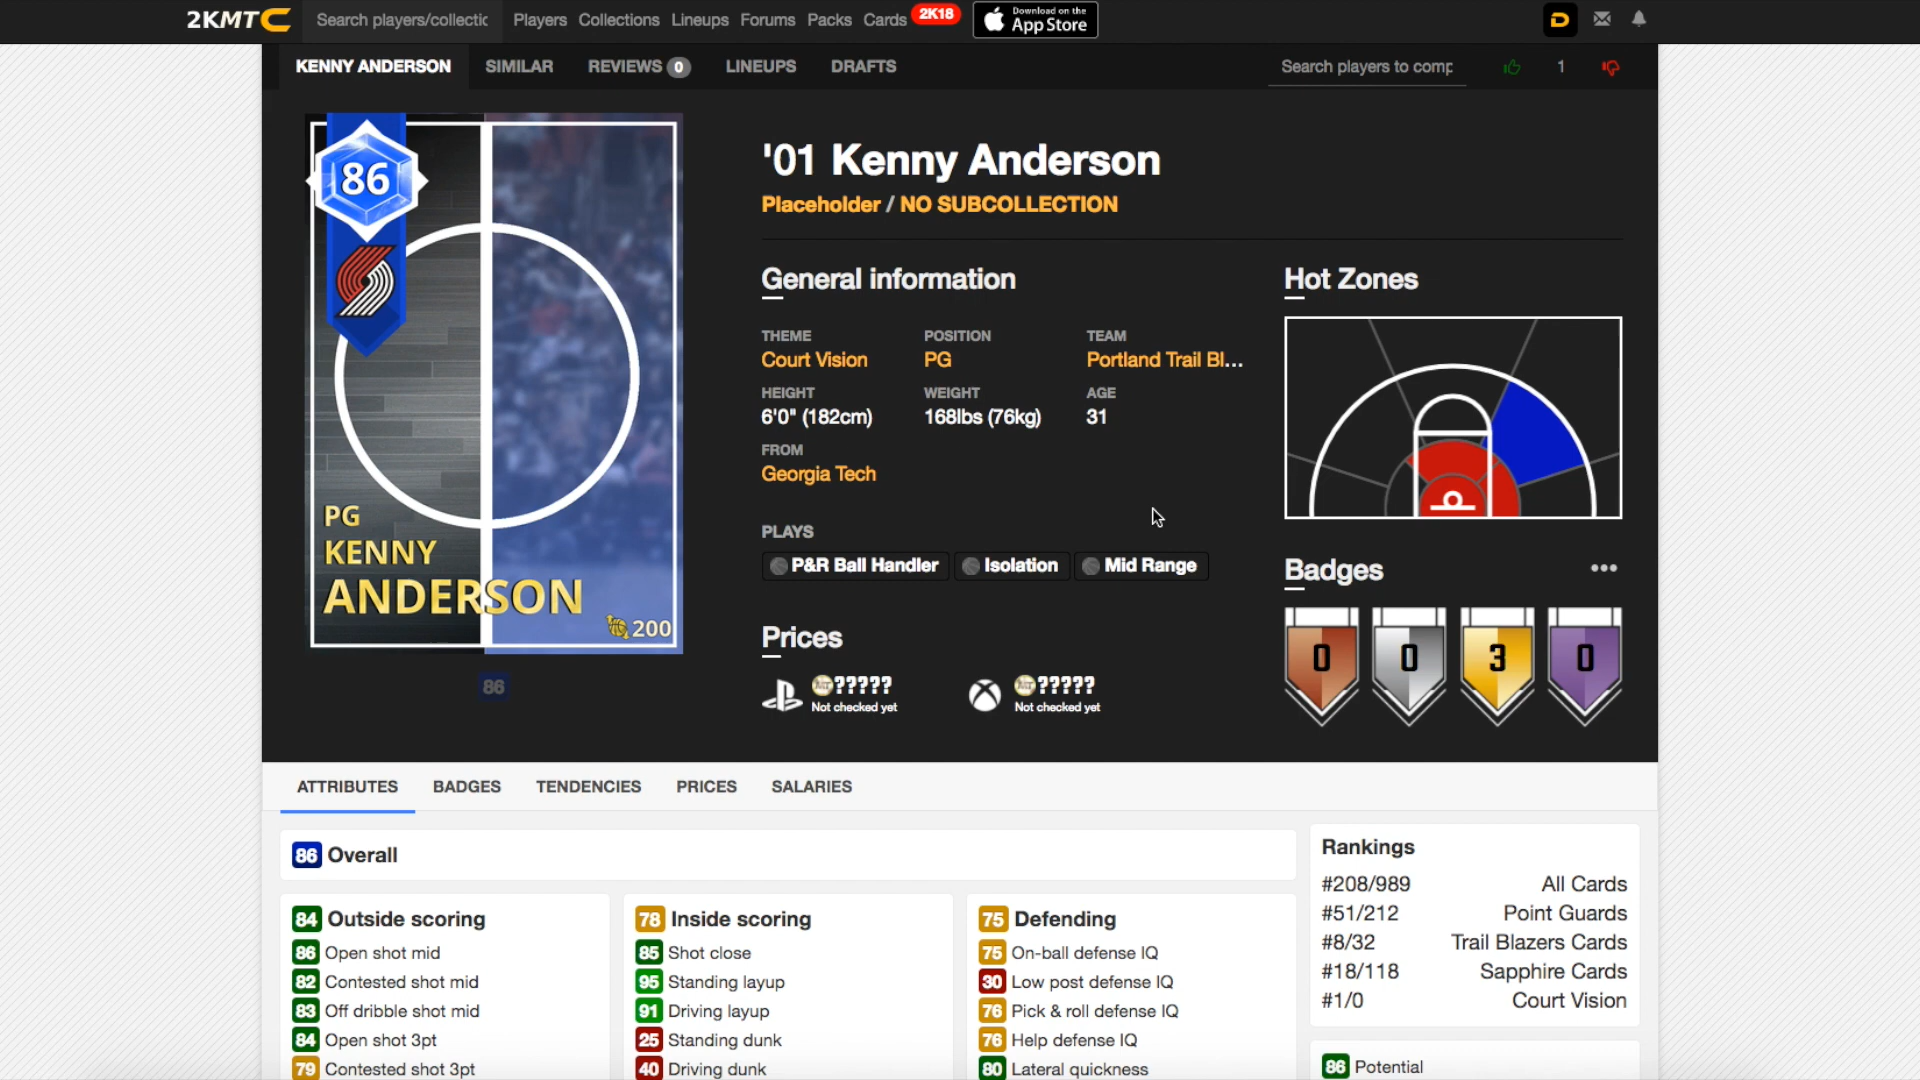 2KMTC
Search players/collectic
Players Collections Lineups Forums Packs Cards 2K18
Download on the
App Store
KENNY ANDERSON
SIMILAR
REVIEWS 0
LINEUPS
DRAFTS
Search players to comp
1
86
PG
KENNY
ANDERSON
200
86
'01 Kenny Anderson
Placeholder / NO SUBCOLLECTION
General information
THEME
Court Vision
POSITION
PG
TEAM
Portland Trail Bl...
HEIGHT
6'0" (182cm)
WEIGHT
168lbs (76kg)
AGE
31
FROM
Georgia Tech
PLAYS
P&R Ball Handler
Isolation
Mid Range
Prices
MT ?????
Not checked yet
MT ?????
Not checked yet
Hot Zones
Badges
0
0
3
0
ATTRIBUTES
BADGES
TENDENCIES
PRICES
SALARIES
86 Overall
84 Outside scoring
86 Open shot mid
82 Contested shot mid
83 Off dribble shot mid
84 Open shot 3pt
79 Contested shot 3pt
78 Inside scoring
85 Shot close
95 Standing layup
91 Driving layup
25 Standing dunk
40 Driving dunk
75 Defending
75 On-ball defense IQ
30 Low post defense IQ
76 Pick & roll defense IQ
76 Help defense IQ
80 Lateral quickness
Rankings
#208/989 All Cards
#51/212 Point Guards
#8/32 Trail Blazers Cards
#18/118 Sapphire Cards
#1/0 Court Vision
86 Potential